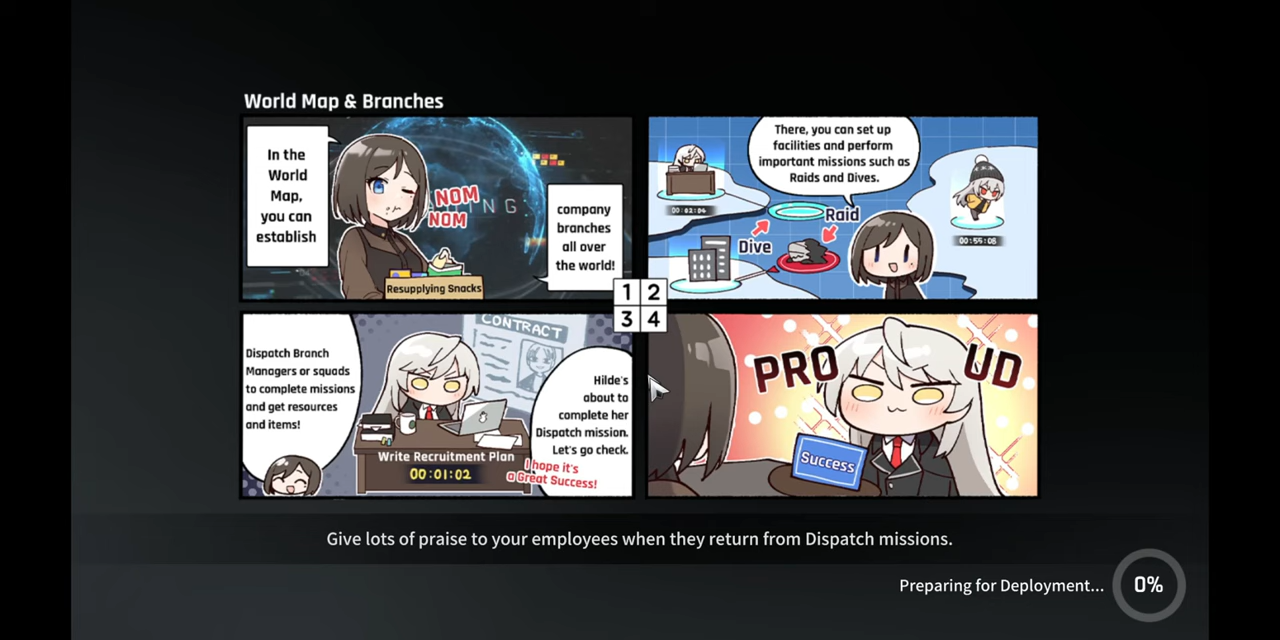 World Map & Branches
In the
World
Map,
you can
establish
NOM
NOM
company
branches
all over
the world!
Resupplying Snacks
There, you can set up
facilities and perform
important missions such as
Raids and Dives.
00:02:04
Raid
Dive
00:55:08
1 2
3 4
CONTRACT
Dispatch Branch
Managers or squads
to complete missions
and get resources
and items!
Hilde's
about to
complete her
Dispatch mission.
Let's go check.
Write Recruitment Plan
00:01:02
I hope it's
a Great Success!
PROUD
Success
Give lots of praise to your employees when they return from Dispatch missions.
Preparing for Deployment...
0%